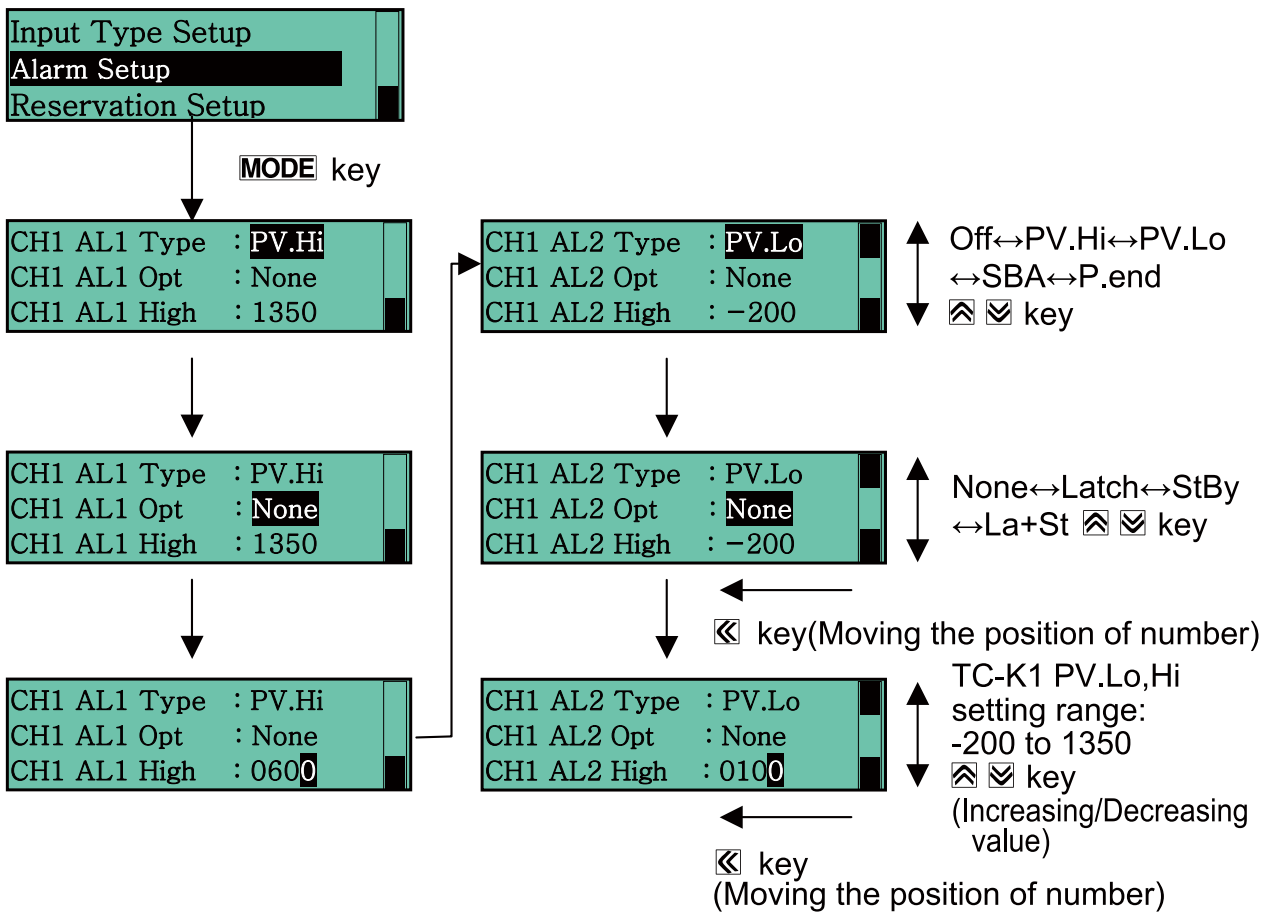 Input Type Setup
Alarm Setup
Reservation Setup
MODE key
CH1 AL1 Type : PV.Hi
CH1 AL1 Opt : None
CH1 AL1 High : 1350
CH1 AL1 Type : PV.Hi
CH1 AL1 Opt : None
CH1 AL1 High : 1350
CH1 AL1 Type : PV.Hi
CH1 AL1 Opt : None
CH1 AL1 High : 0600
CH1 AL2 Type : PV.Lo
CH1 AL2 Opt : None
CH1 AL2 High : −200
Off↔PV.Hi↔PV.Lo
↔SBA↔P.end
key
CH1 AL2 Type : PV.Lo
CH1 AL2 Opt : None
CH1 AL2 High : −200
None↔Latch↔StBy
↔La+St key
key(Moving the position of number)
CH1 AL2 Type : PV.Lo
CH1 AL2 Opt : None
CH1 AL2 High : 0100
TC-K1 PV.Lo,Hi
setting range:
-200 to 1350
key
(Increasing/Decreasing
value)
key
(Moving the position of number)